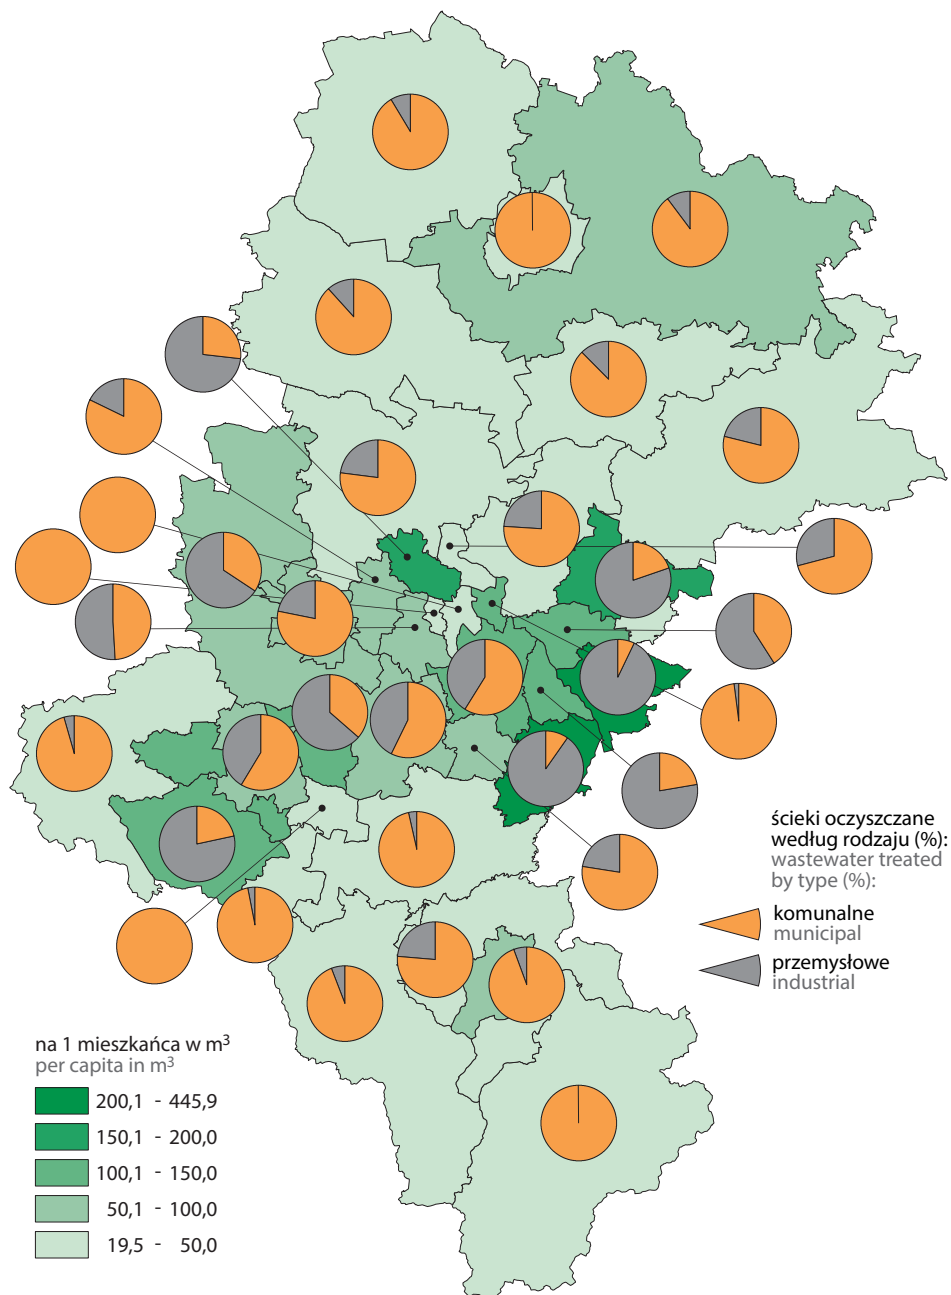 ścieki oczyszczane
według rodzaju (%):
wastewater treated
by type (%):
komunalne
municipal
przemysłowe
industrial
na 1 mieszkańca w m³
per capita in m³
200,1 - 445,9
150,1 - 200,0
100,1 - 150,0
50,1 - 100,0
19,5 - 50,0